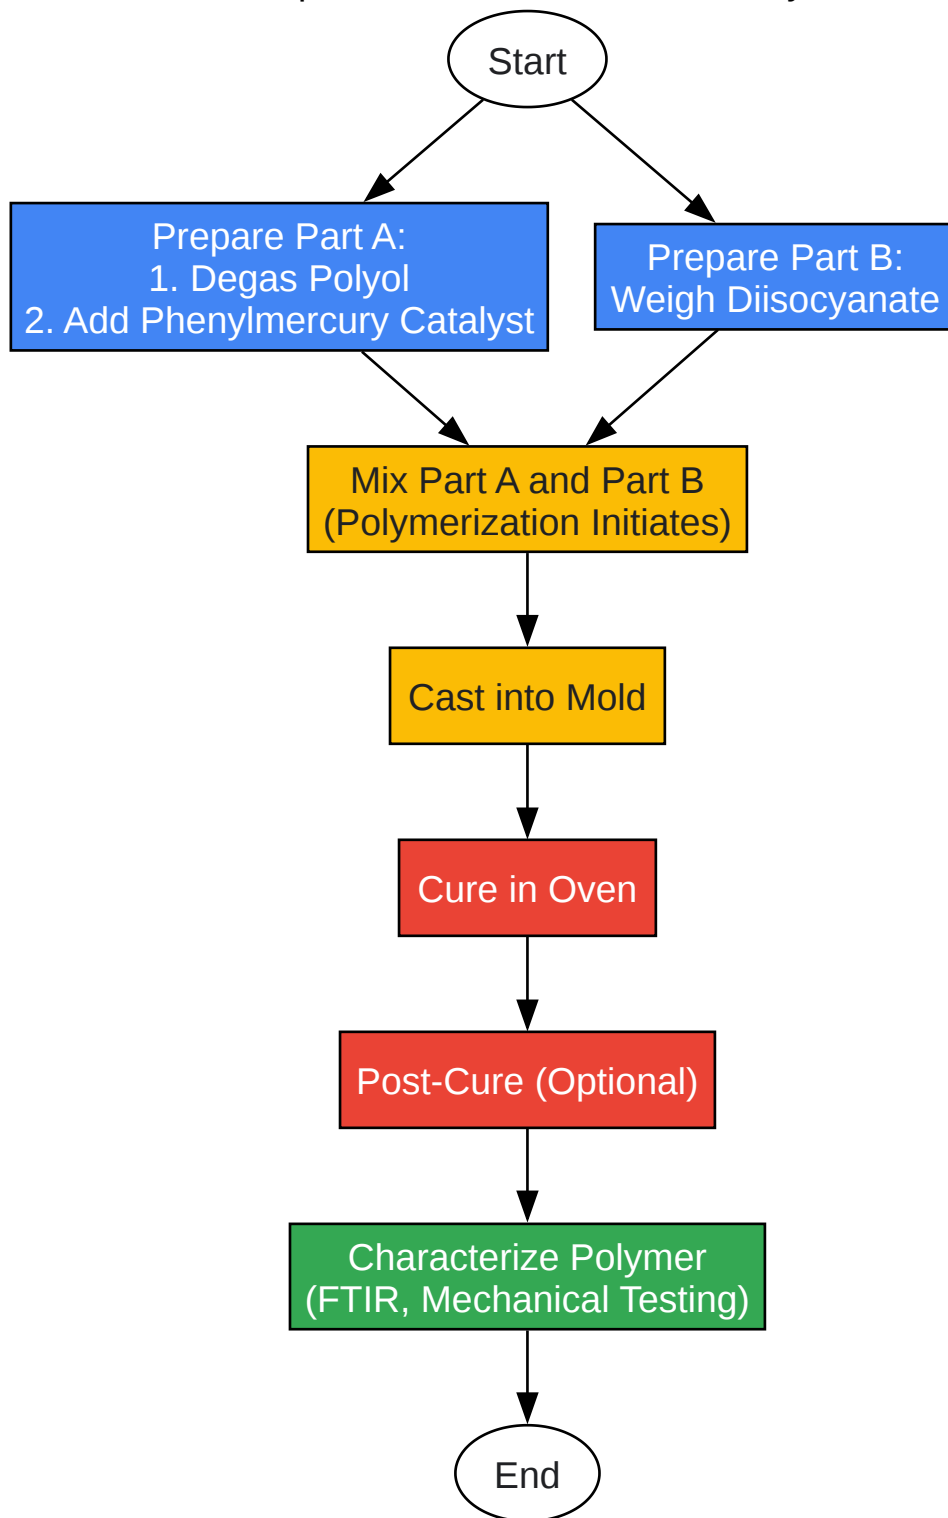 Start
Prepare Part A:
1. Degas Polyol
2. Add Phenylmercury Catalyst
Prepare Part B:
Weigh Diisocyanate
Mix Part A and Part B
(Polymerization Initiates)
Cast into Mold
Cure in Oven
Post-Cure (Optional)
Characterize Polymer
(FTIR, Mechanical Testing)
End